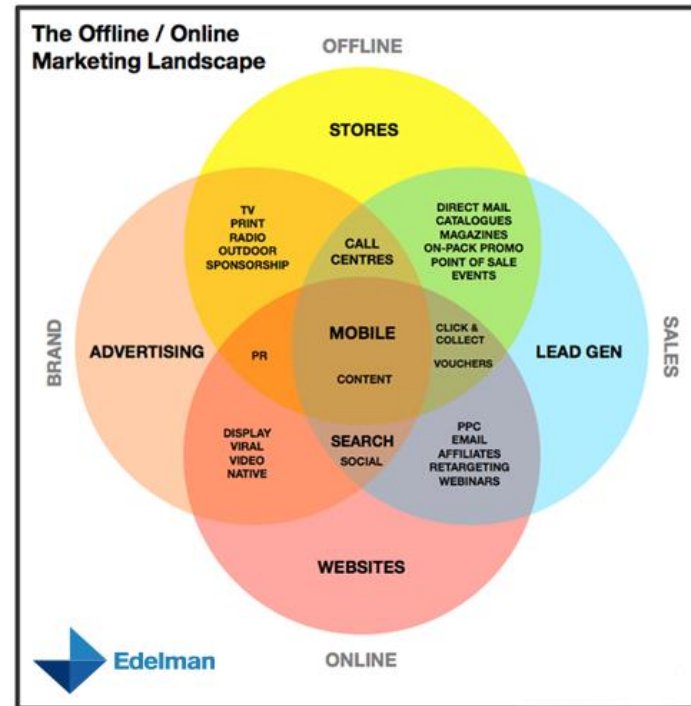 The Offline / Online
Marketing Landscape
OFFLINE
STORES
TV
PRINT
RADIO
OUTDOOR
SPONSORSHIP
CALL
CENTRES
DIRECT MAIL
CATALOGUES
MAGAZINES
ON-PACK PROMO
POINT OF SALE
EVENTS
BRAND
ADVERTISING
PR
MOBILE
CONTENT
CLICK &
COLLECT
VOUCHERS
LEAD GEN
SALES
DISPLAY
VIRAL
VIDEO
NATIVE
SEARCH
SOCIAL
PPC
EMAIL
AFFILIATES
RETARGETING
WEBINARS
WEBSITES
Edelman
ONLINE